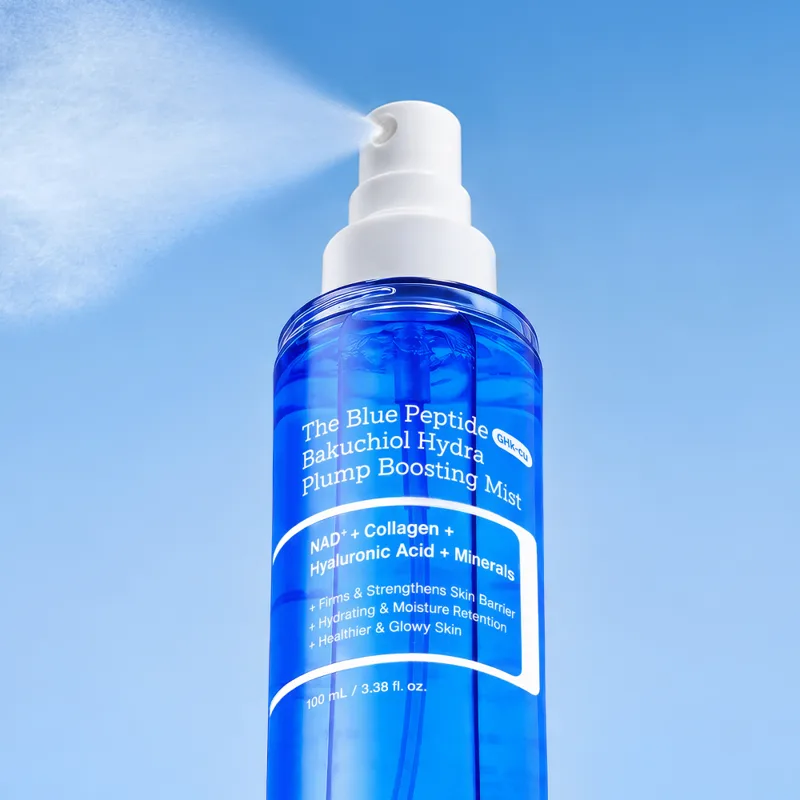 The Blue Peptide GHK-cu
Bakuchiol Hydra
Plump Boosting Mist
NAD⁺ + Collagen +
Hyaluronic Acid + Minerals
+ Firms & Strengthens Skin Barrier
+ Hydrating & Moisture Retention
+ Healthier & Glowy Skin
100 mL / 3.38 fl. oz.